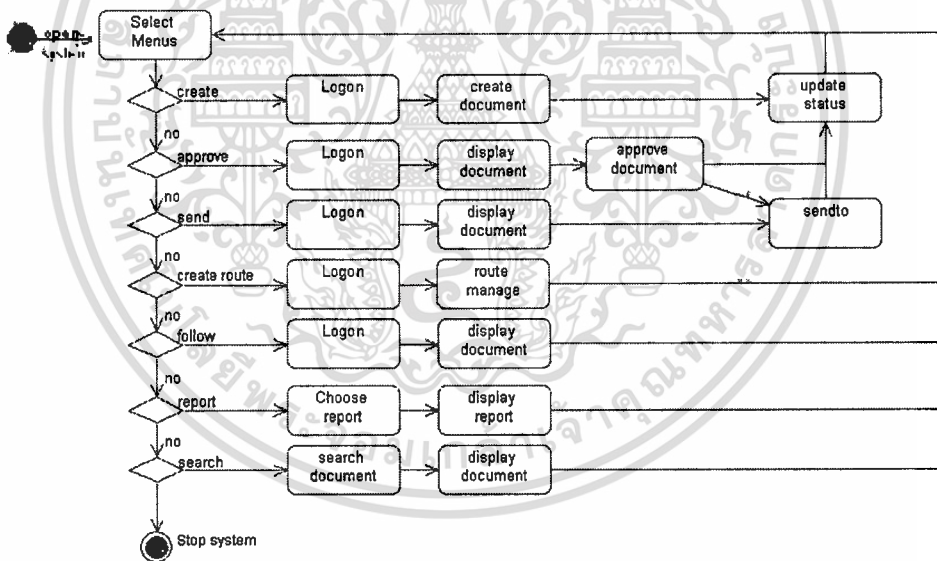 Select
Menus
open
create
Logon
create
document
update
status
no
approve
Logon
display
document
approve
document
no
send
Logon
display
document
sendto
no
create route
Logon
route
manage
no
follow
Logon
display
document
no
report
Choose
report
display
report
no
search
search
document
display
document
Stop system